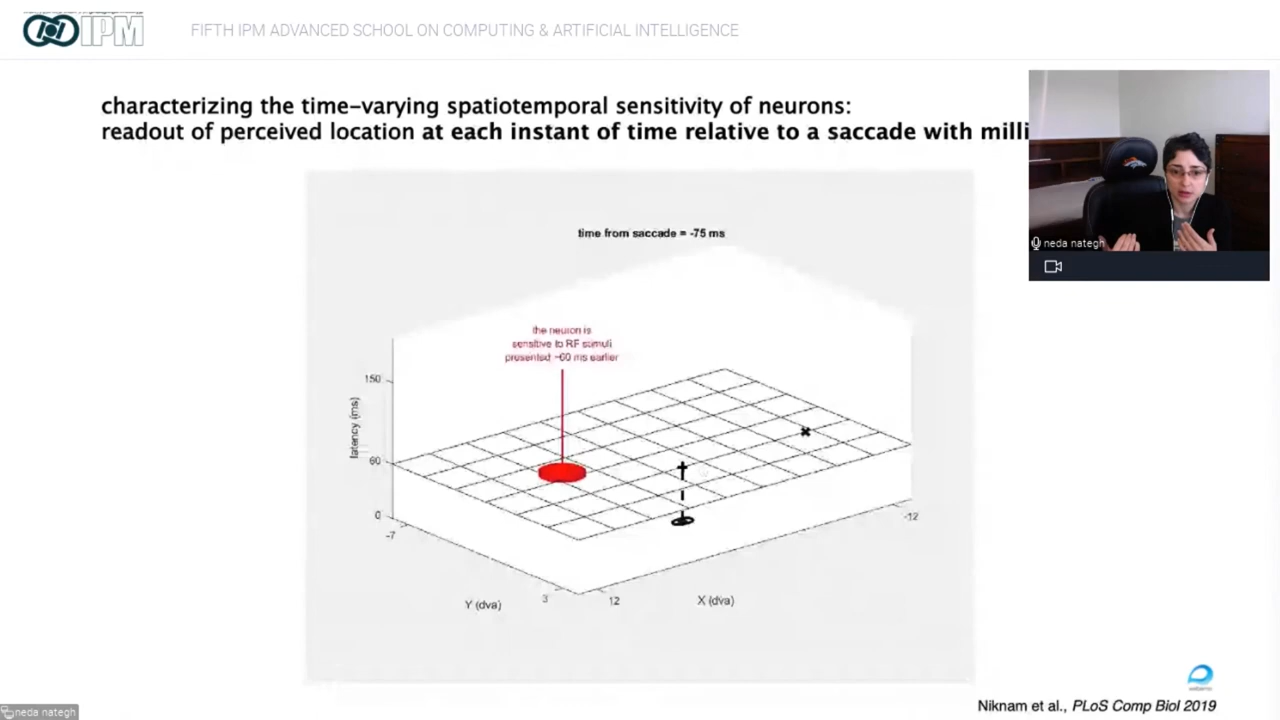 IPM
FIFTH IPM ADVANCED SCHOOL ON COMPUTING & ARTIFICIAL INTELLIGENCE
characterizing the time-varying spatiotemporal sensitivity of neurons:
readout of perceived location at each instant of time relative to a saccade with milli
neda nategh
time from saccade = -75 ms
the neuron is
sensitive to RF stimuli
presented ~60 ms earlier
150
latency (ms)
60
0
-7
-12
Y (dva)
3
12
X (dva)
Niknam et al., PLoS Comp Biol 2019
neda nategh